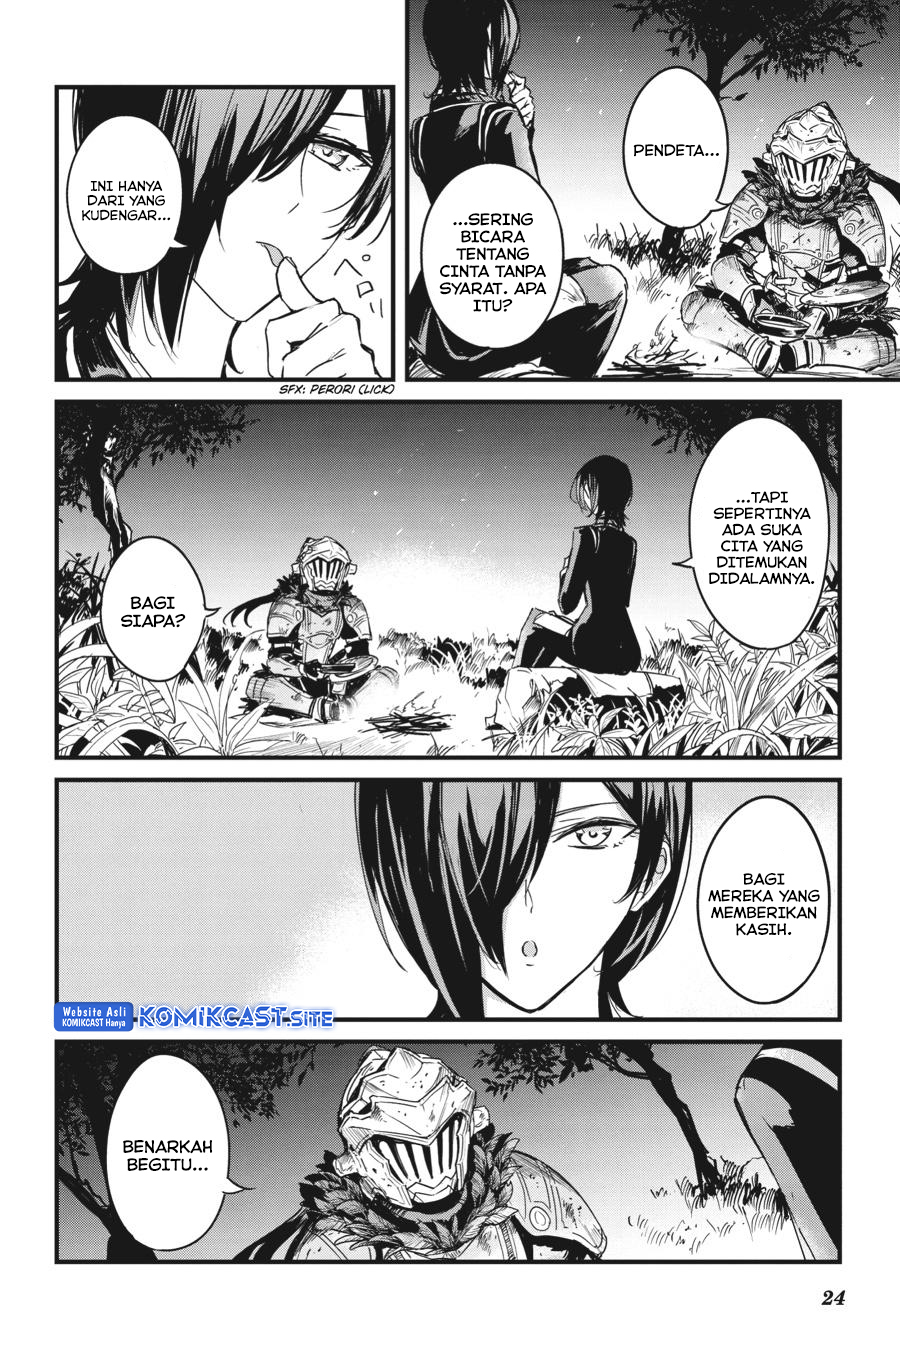 PENDETA...
...SERING
BICARA
TENTANG
CINTA TANPA
SYARAT. APA
ITU?
INI HANYA
DARI YANG
KUDENGAR...
SFX: PERORI (LICK)
...TAPI
SEPERTINYA
ADA SUKA
CITA YANG
DITEMUKAN
DIDALAMNYA.
BAGI
SIAPA?
BAGI
MEREKA YANG
MEMBERIKAN
KASIH.
Website Asli
KOMIKCAST Hanya
KOMIKCAST.SITE
BENARKAH
BEGITU...
24